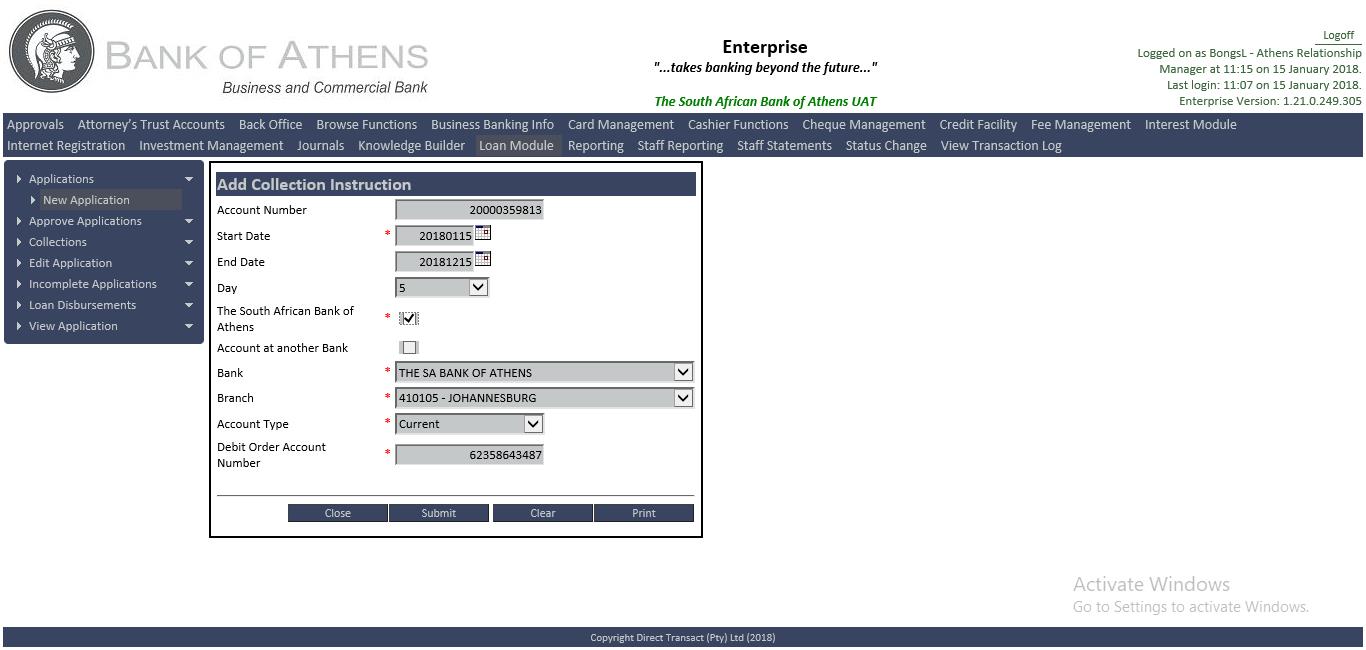 BANK OF ATHENS
Business and Commercial Bank
Enterprise
"...takes banking beyond the future..."
The South African Bank of Athens UAT
Logoff
Logged on as BongsL - Athens Relationship
Manager at 11:15 on 15 January 2018.
Last login: 11:07 on 15 January 2018.
Enterprise Version: 1.21.0.249.305
Approvals Attorney's Trust Accounts Back Office Browse Functions Business Banking Info Card Management Cashier Functions Cheque Management Credit Facility Fee Management Interest Module
Internet Registration Investment Management Journals Knowledge Builder Loan Module Reporting Staff Reporting Staff Statements Status Change View Transaction Log
Applications
New Application
Approve Applications
Collections
Edit Application
Incomplete Applications
Loan Disbursements
View Application
Add Collection Instruction
Account Number 20000359813
Start Date * 20180115
End Date 20181215
Day 5
The South African Bank of
Athens *
Account at another Bank
Bank * THE SA BANK OF ATHENS
Branch * 410105 - JOHANNESBURG
Account Type * Current
Debit Order Account
Number * 62358643487
Close Submit Clear Print
Activate Windows
Go to Settings to activate Windows.
Copyright Direct Transact (Pty) Ltd (2018)